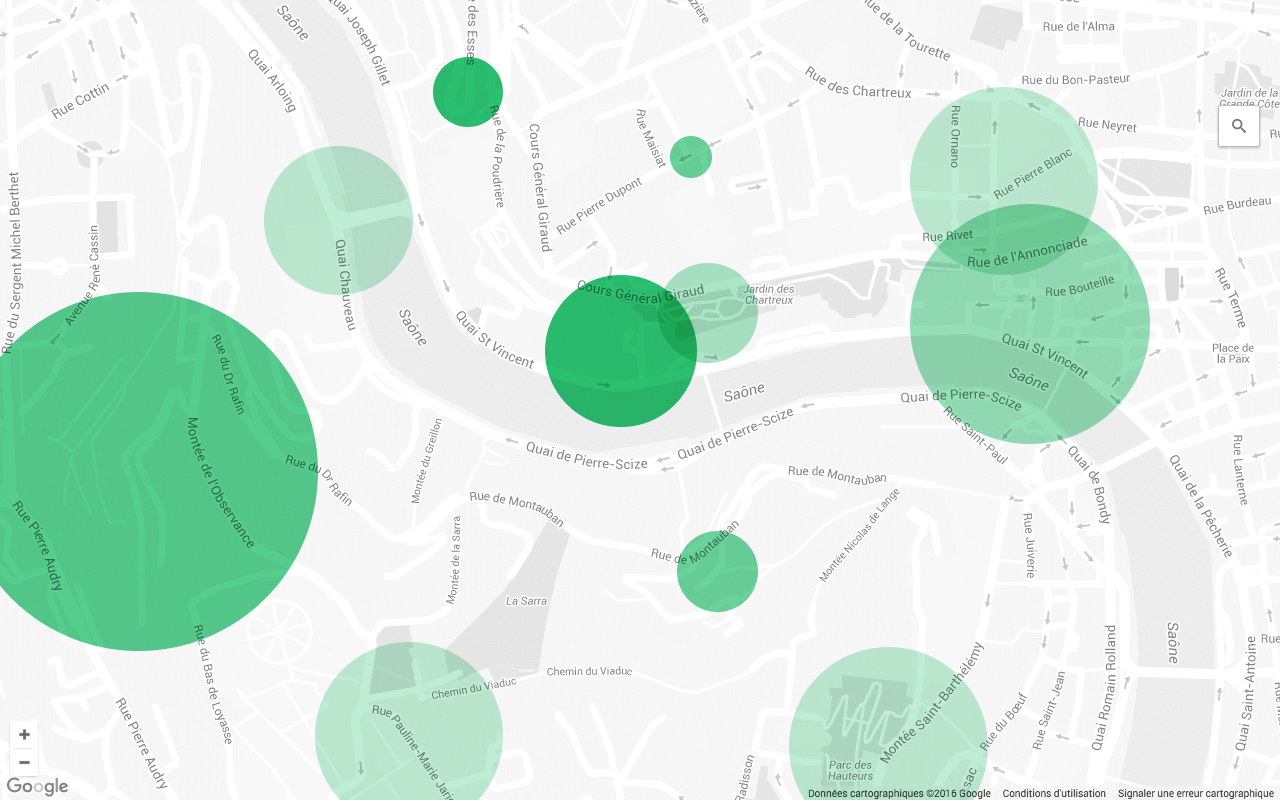 Saône
Quai Joseph Gillet
des Esses
Rue de la Tourette
Rue de l'Alma
Quai Arloing
Rue Cottin
Rue des Chartreux
Rue du Bon-Pasteur
Jardin de la
Grande Côte
Rue de la Poudrière
Cours Général Giraud
Rue Maisiat
Rue Ornano
Rue Neyret
Rue Pierre Blanc
Rue Pierre Dupont
Rue du Sergent Michel Berthet
Avenue René Cassin
Rue Burdeau
Rue Rivet
Rue de l'Annonciade
Quai Chauveau
Cours Général Giraud
Jardin des
Chartreux
Rue Bouteille
Rue Terme
Saône
Quai St Vincent
Quai St Vincent
Place de
la Paix
Rue du Dr Rafin
Saône
Saône
Quai de Pierre-Scize
Quai de Pierre-Scize
Rue Saint-Paul
Montée de l'Observance
Montée du Greillon
Quai de Pierre-Scize
Rue du Dr Rafin
Rue de Montauban
Rue de Montauban
Quai de Bondy
Quai de la Pêcherie
Rue Lanterne
Rue Pierre Audry
Montée de la Sarra
Rue de Montauban
Montée Nicolas de Lange
Rue Juiverie
La Sarra
Rue du Bas de Loyasse
Chemin du Viaduc
Chemin du Viaduc
Montée Saint-Barthélémy
Saône
Rue Pierre Audry
Rue Pauline-Marie Jaricot
Rue du Bœuf
Rue Saint-Jean
Quai Romain Rolland
Quai Saint-Antoine
Parc des
Hauteurs
Radisson
sac
+
−
Google
Données cartographiques ©2016 Google
Conditions d'utilisation
Signaler une erreur cartographique